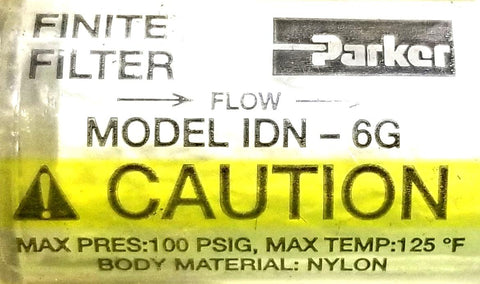 FINITE
FILTER
Parker
→ FLOW →
MODEL IDN - 6G
CAUTION
MAX PRES:100 PSIG, MAX TEMP:125 °F
BODY MATERIAL: NYLON